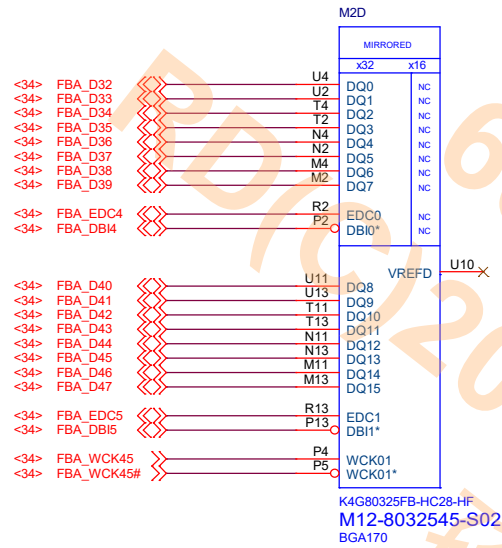 M2D
MIRRORED
x32 x16
<34> FBA_D32 U4 DQ0 NC
<34> FBA_D33 U2 DQ1 NC
<34> FBA_D34 T4 DQ2 NC
<34> FBA_D35 T2 DQ3 NC
<34> FBA_D36 N4 DQ4 NC
<34> FBA_D37 N2 DQ5 NC
<34> FBA_D38 M4 DQ6 NC
<34> FBA_D39 M2 DQ7 NC
<34> FBA_EDC4 R2 EDC0 NC
<34> FBA_DBI4 P2 DBI0* NC
VREFD U10
<34> FBA_D40 U11 DQ8
<34> FBA_D41 U13 DQ9
<34> FBA_D42 T11 DQ10
<34> FBA_D43 T13 DQ11
<34> FBA_D44 N11 DQ12
<34> FBA_D45 N13 DQ13
<34> FBA_D46 M11 DQ14
<34> FBA_D47 M13 DQ15
<34> FBA_EDC5 R13 EDC1
<34> FBA_DBI5 P13 DBI1*
<34> FBA_WCK45 P4 WCK01
<34> FBA_WCK45# P5 WCK01*
K4G80325FB-HC28-HF
M12-8032545-S02
BGA170
RD(C)20